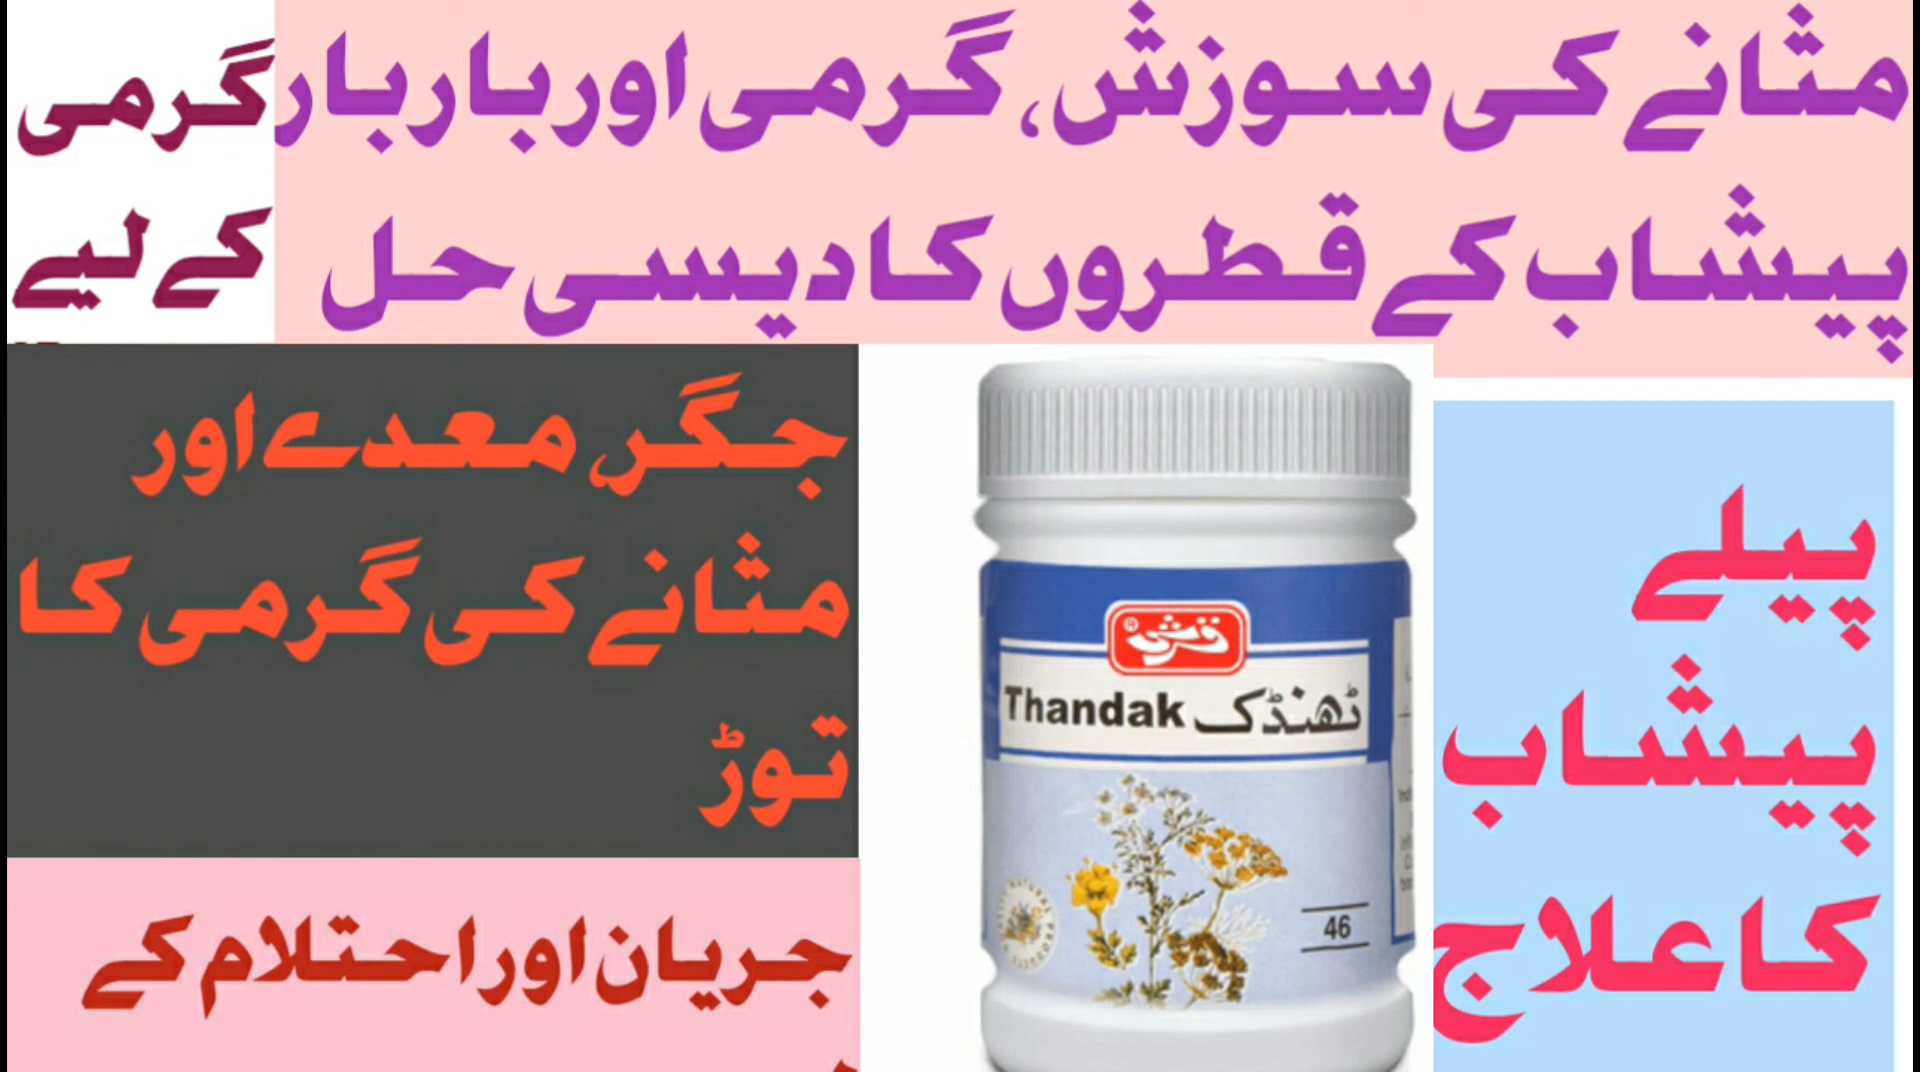 مثانے کی سوزش، گرمی اور بار بار
پیشاب کے قطروں کا دیسی حل
گرمی
کے لیے
جگر، معدے اور
مثانے کی گرمی کا
توڑ
جریان اور احتلام کے
قرشی
Thandak ٹھنڈک
46
پیلے
پیشاب
کا علاج